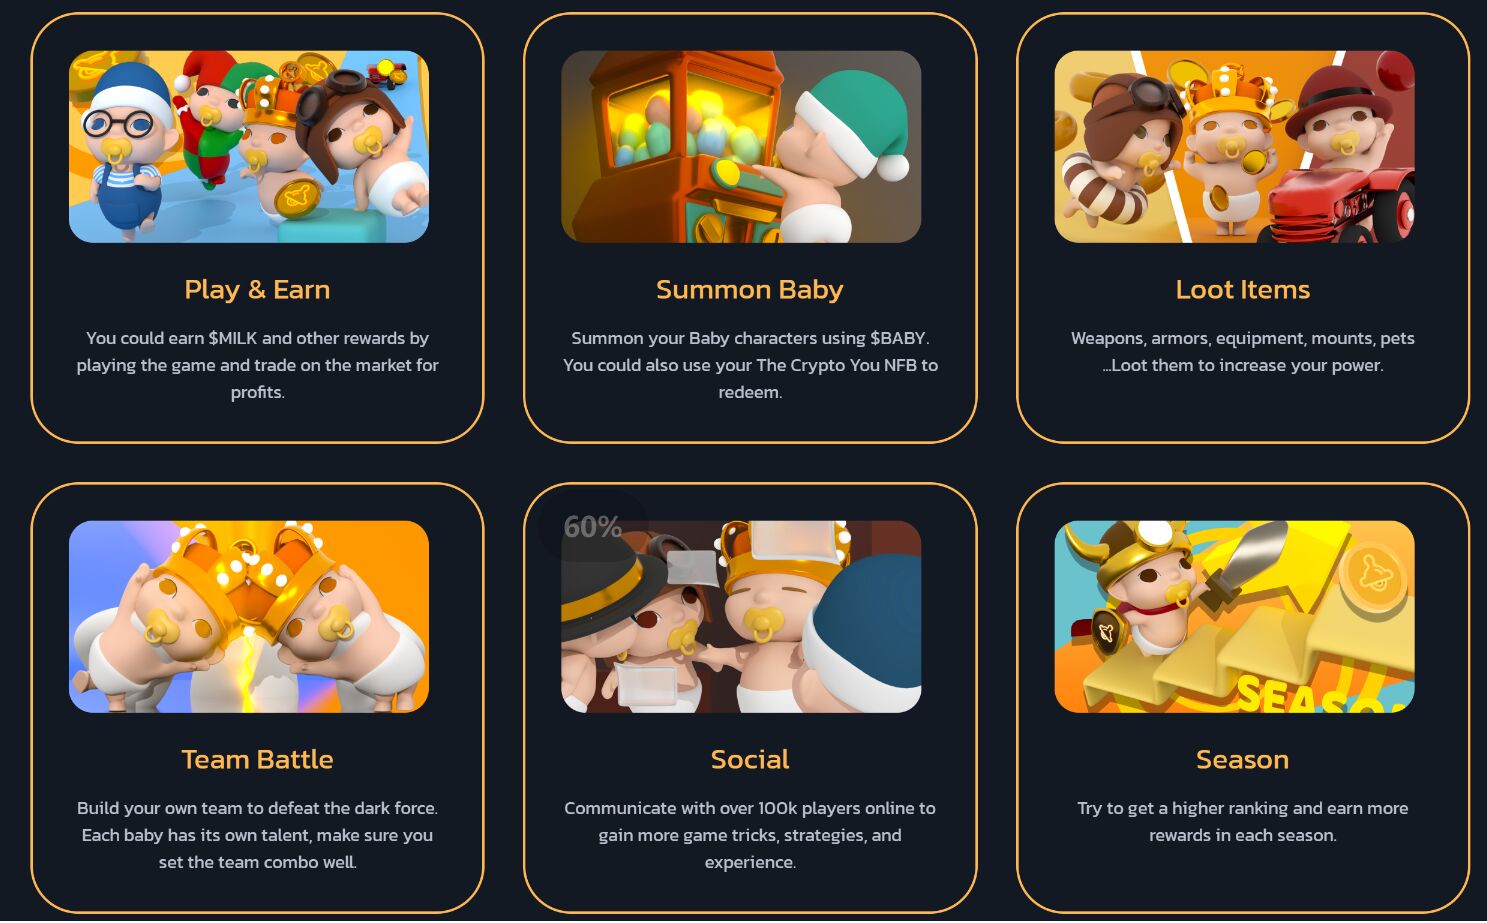 Play & Earn
You could earn $MILK and other rewards by
playing the game and trade on the market for
profits.
Summon Baby
Summon your Baby characters using $BABY.
You could also use your The Crypto You NFB to
redeem.
Loot Items
Weapons, armors, equipment, mounts, pets
...Loot them to increase your power.
Team Battle
Build your own team to defeat the dark force.
Each baby has its own talent, make sure you
set the team combo well.
60%
Social
Communicate with over 100k players online to
gain more game tricks, strategies, and
experience.
SEASON
Season
Try to get a higher ranking and earn more
rewards in each season.